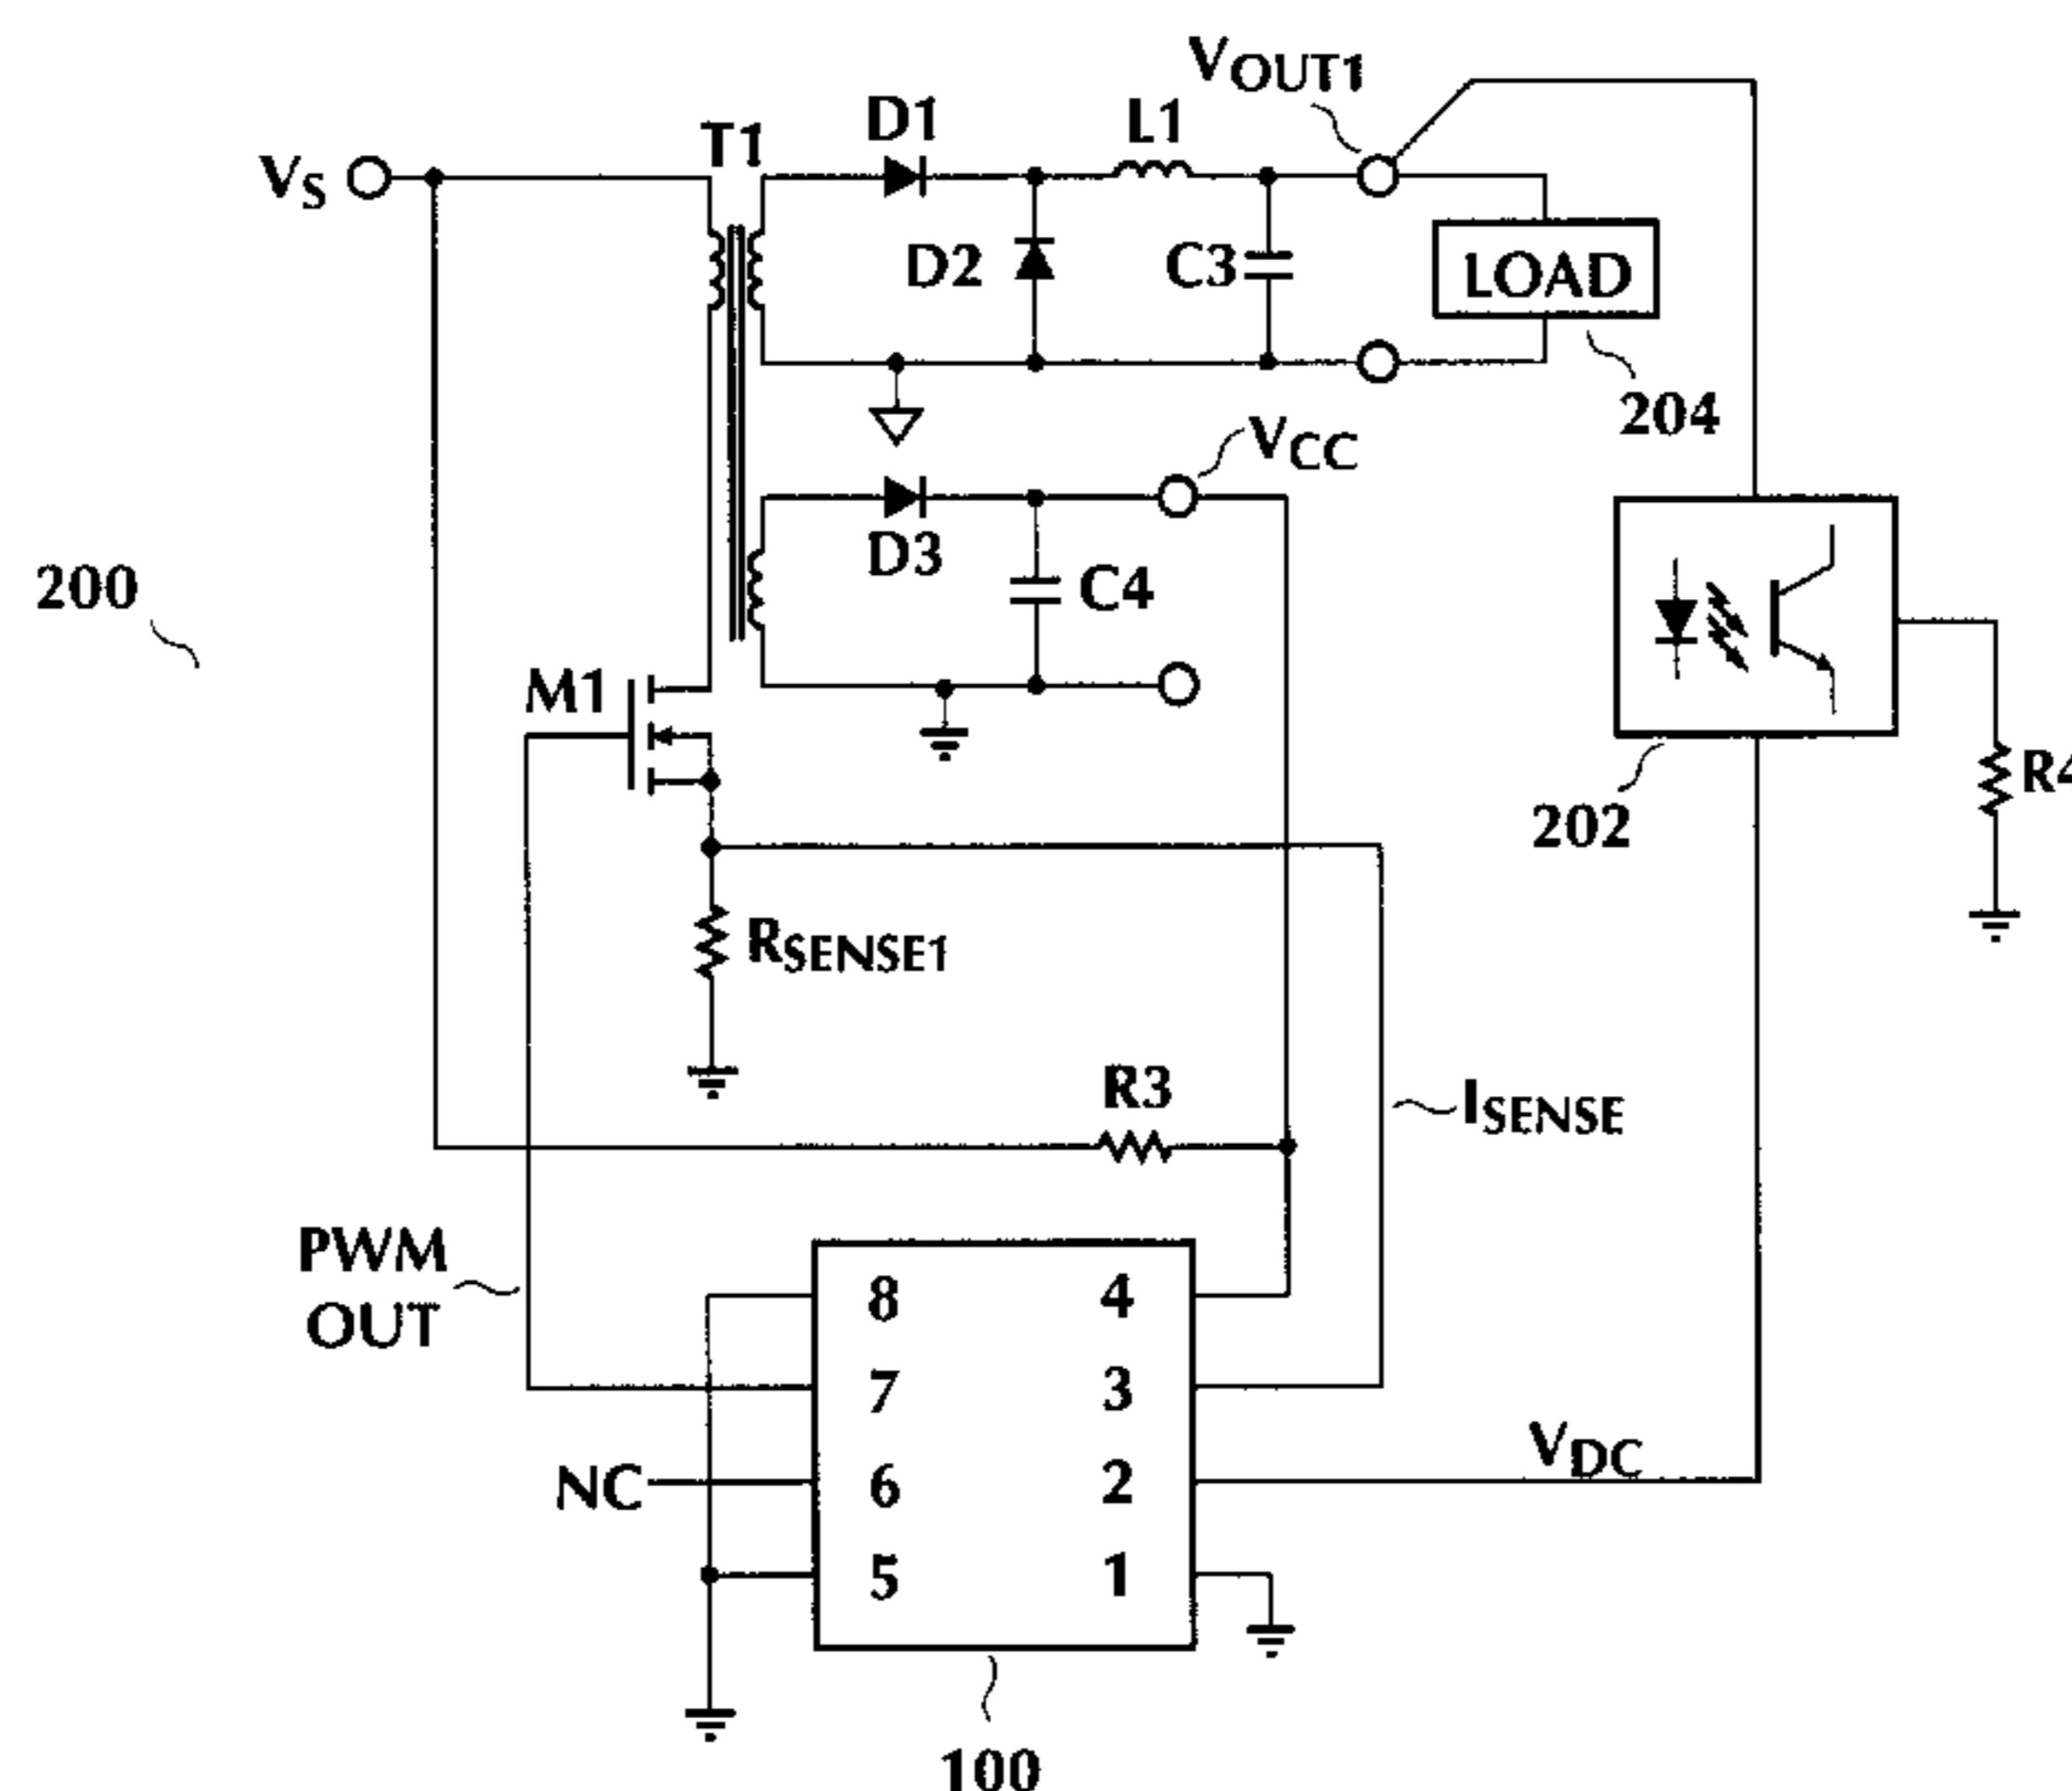 VOUT1
D1
L1
T1
VS
D2
C3
LOAD
204
VCC
D3
C4
200
M1
R4
202
RSENSE1
R3
ISENSE
PWM
OUT
8 4
7 3
VDC
NC
6 2
5 1
100